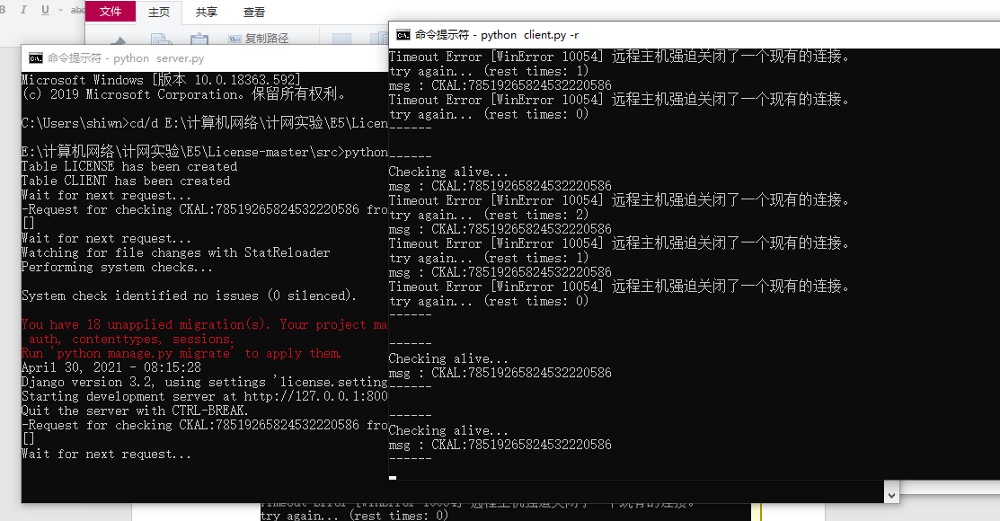 B I U abc
文件 主页 共享 查看
复制路径
命令提示符 - python server.py
Microsoft Windows [版本 10.0.18363.592]
(c) 2019 Microsoft Corporation。保留所有权利。
C:\Users\shiwn>cd/d E:\计算机网络\计网实验\E5\Licen
E:\计算机网络\计网实验\E5\License-master\src>python
Table LICENSE has been created
Table CLIENT has been created
Wait for next request...
-Request for checking CKAL:78519265824532220586 fro
[]
Wait for next request...
Watching for file changes with StatReloader
Performing system checks...
System check identified no issues (0 silenced).
You have 18 unapplied migration(s). Your project ma
auth, contenttypes, sessions.
Run 'python manage.py migrate' to apply them.
April 30, 2021 - 08:15:28
Django version 3.2, using settings 'license.setting
Starting development server at http://127.0.0.1:800
Quit the server with CTRL-BREAK.
-Request for checking CKAL:78519265824532220586 fro
[]
Wait for next request...
命令提示符 - python client.py -r
Timeout Error [WinError 10054] 远程主机强迫关闭了一个现有的连接。
try again... (rest times: 1)
msg : CKAL:78519265824532220586
Timeout Error [WinError 10054] 远程主机强迫关闭了一个现有的连接。
try again... (rest times: 0)
------
------
Checking alive...
msg : CKAL:78519265824532220586
Timeout Error [WinError 10054] 远程主机强迫关闭了一个现有的连接。
try again... (rest times: 2)
msg : CKAL:78519265824532220586
Timeout Error [WinError 10054] 远程主机强迫关闭了一个现有的连接。
try again... (rest times: 1)
msg : CKAL:78519265824532220586
Timeout Error [WinError 10054] 远程主机强迫关闭了一个现有的连接。
try again... (rest times: 0)
------
------
Checking alive...
msg : CKAL:78519265824532220586
------
------
Checking alive...
msg : CKAL:78519265824532220586
------
Timeout Error [WinError 10054] 远程主机强迫关闭了一个现有的连接。
try again... (rest times: 0)